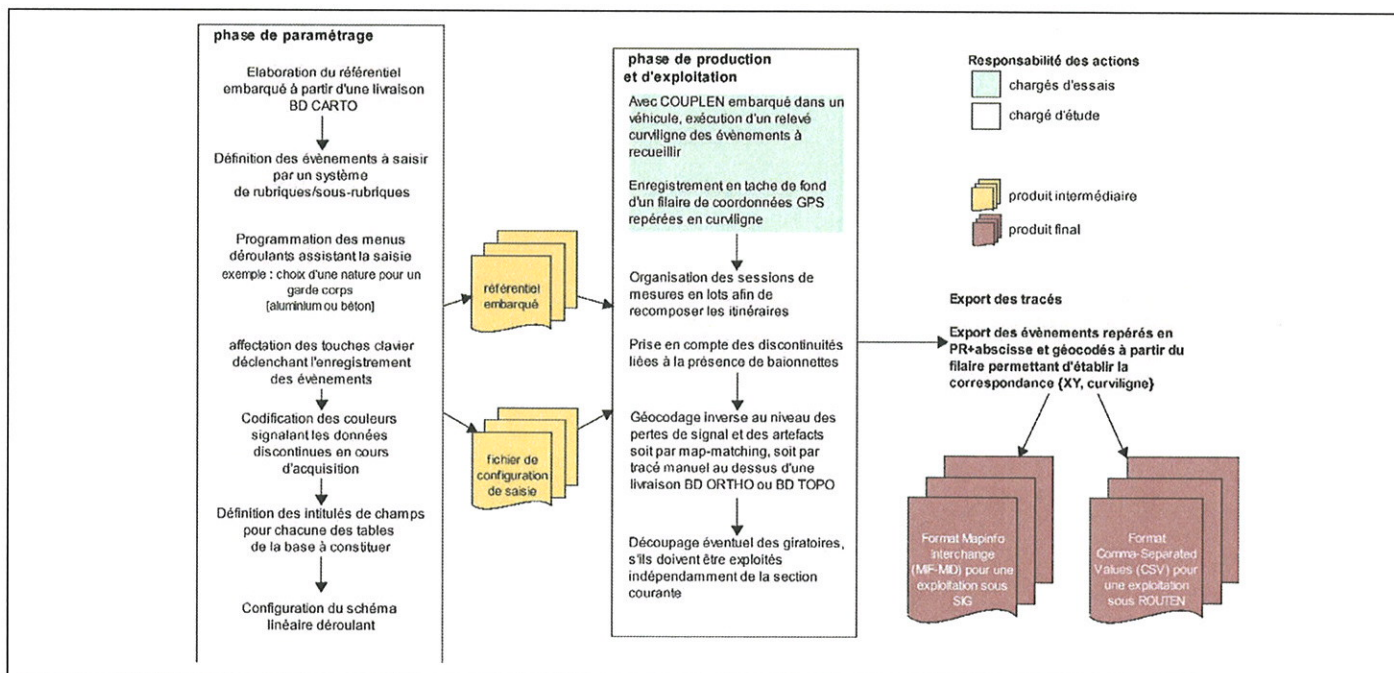 phase de paramétrage
Elaboration du référentiel
embarqué à partir d'une livraison
BD CARTO
Définition des évènements à saisir
par un système
de rubriques/sous-rubriques
Programmation des menus
déroulants assistant la saisie
exemple : choix d'une nature pour un
garde corps
[aluminium ou béton]
affectation des touches clavier
déclenchant l'enregistrement
des évènements
Codification des couleurs
signalant les données
discontinues en cours
d'acquisition
Définition des intitulés de champs
pour chacune des tables
de la base à constituer
Configuration du schéma
linéaire déroulant
référentiel
embarqué
fichier de
configuration
de saisie
phase de production
et d'exploitation
Avec COUPLEN embarqué dans un
véhicule, exécution d'un relevé
curviligne des évènements à
recueillir
Enregistrement en tache de fond
d'un filaire de coordonnées GPS
repérées en curviligne
Organisation des sessions de
mesures en lots afin de
recomposer les itinéraires
Prise en compte des discontinuités
liées à la présence de baionnettes
Géocodage inverse au niveau des
pertes de signal et des artefacts
soit par map-matching, soit par
tracé manuel au dessus d'une
livraison BD ORTHO ou BD TOPO
Découpage éventuel des giratoires,
s'ils doivent être exploités
indépendamment de la section
courante
Responsabilité des actions
chargés d'essais
chargé d'étude
produit intermédiaire
produit final
Export des tracés
Export des évènements repérés en
PR+abscisse et géocodés à partir du
filaire permettant d'établir la
correspondance {XY, curviligne}
Format Mapinfo
Interchange
(MIF-MID) pour une
exploitation sous
SIG
Format
Comma-Separated
Values (CSV) pour
une exploitation
sous ROUTEN